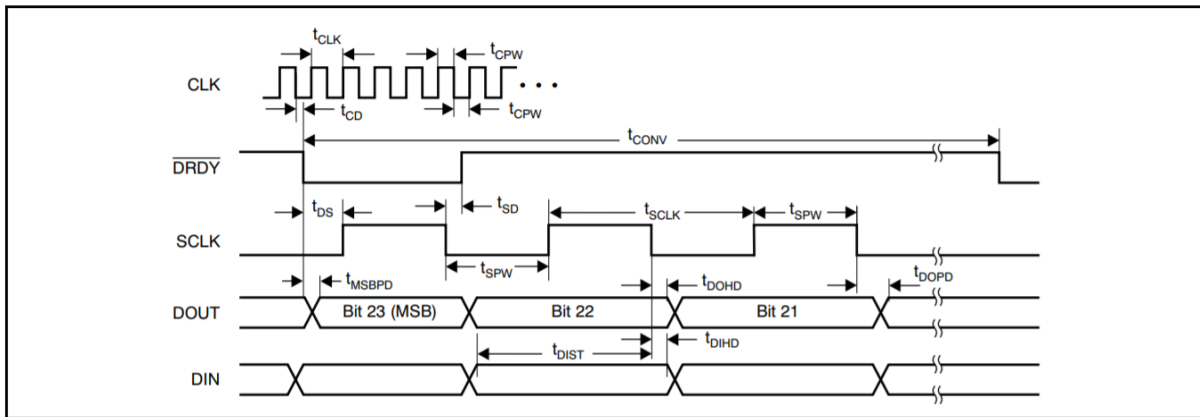 tCLK
tCPW
CLK
• • •
tCD
tCPW
tCONV
DRDY
tDS
tSD
tSCLK
tSPW
SCLK
tSPW
tMSBPD
tDOHD
tDOPD
DOUT
Bit 23 (MSB)
Bit 22
Bit 21
tDIST
tDIHD
DIN